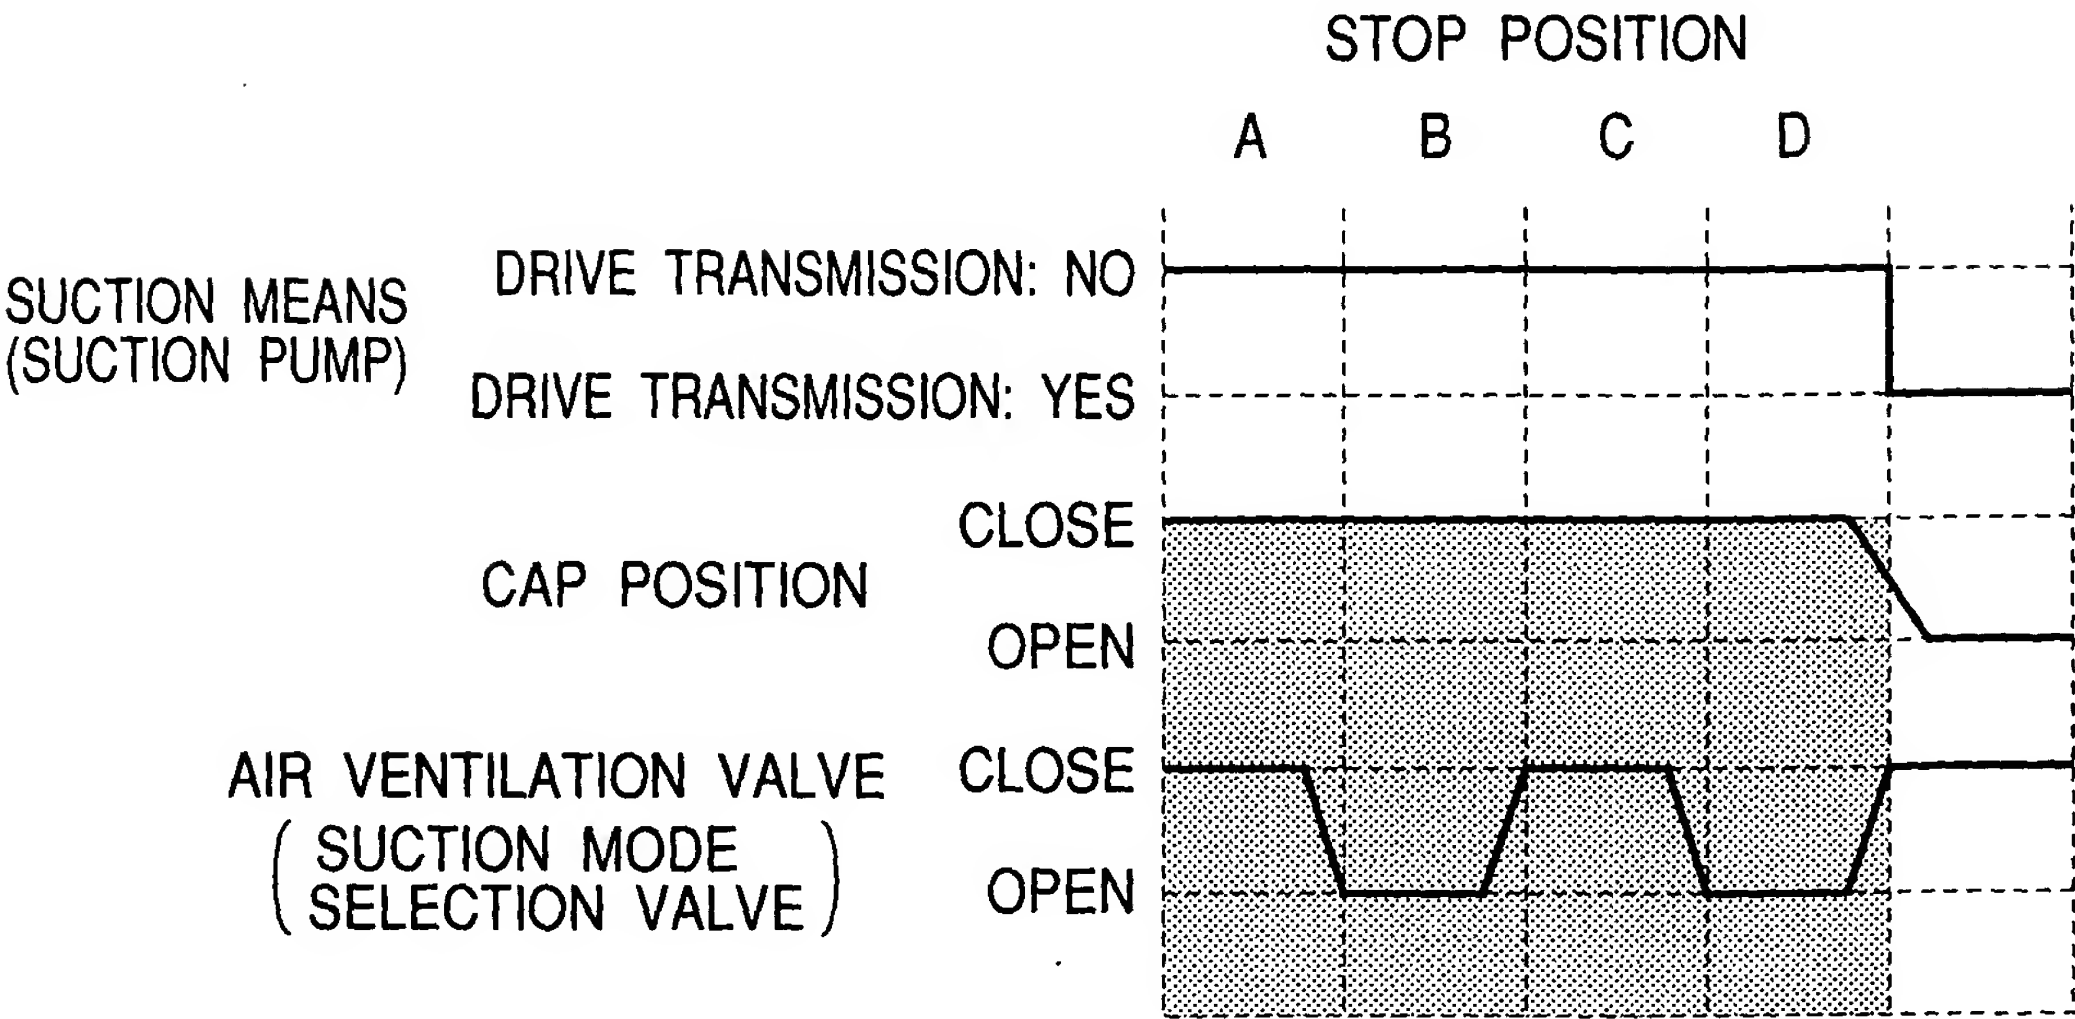 STOP POSITION
A B C D
SUCTION MEANS
(SUCTION PUMP)
DRIVE TRANSMISSION: NO
DRIVE TRANSMISSION: YES
CAP POSITION
CLOSE
OPEN
AIR VENTILATION VALVE
(SUCTION MODE
SELECTION VALVE)
CLOSE
OPEN